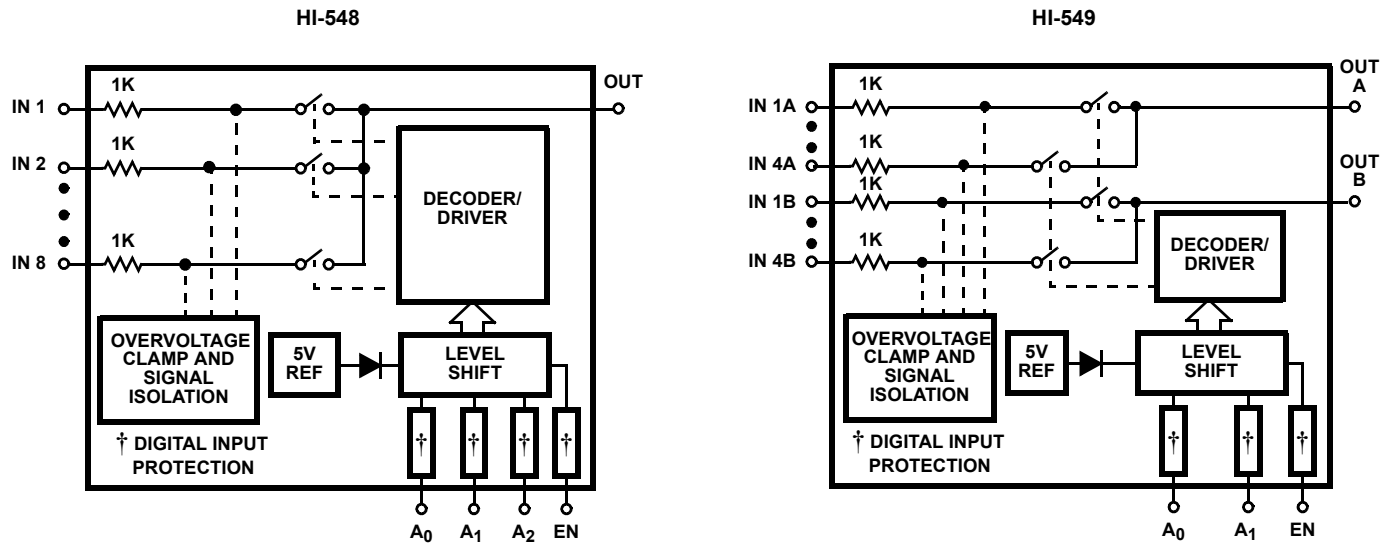 HI-548
1K
OUT
IN 1
1K
IN 2
DECODER/
DRIVER
1K
IN 8
OVERVOLTAGE
CLAMP AND
SIGNAL
ISOLATION
5V
REF
LEVEL
SHIFT
† † † †
† DIGITAL INPUT
PROTECTION
A0 A1 A2 EN
HI-549
OUT
A
1K
IN 1A
1K
IN 4A
OUT
B
1K
IN 1B
1K
IN 4B
DECODER/
DRIVER
OVERVOLTAGE
CLAMP AND
SIGNAL
ISOLATION
5V
REF
LEVEL
SHIFT
† † †
† DIGITAL INPUT
PROTECTION
A0 A1 EN